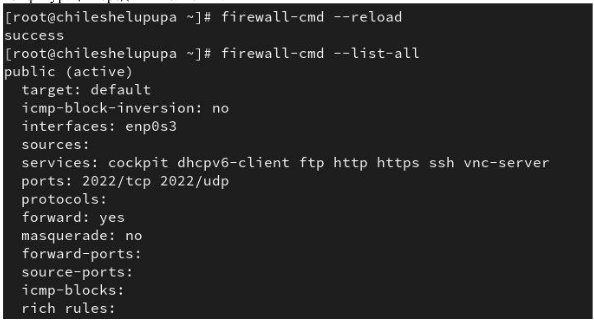 [root@chileshelupupa ~]# firewall-cmd --reload
success
[root@chileshelupupa ~]# firewall-cmd --list-all
public (active)
  target: default
  icmp-block-inversion: no
  interfaces: enp0s3
  sources:
  services: cockpit dhcpv6-client ftp http https ssh vnc-server
  ports: 2022/tcp 2022/udp
  protocols:
  forward: yes
  masquerade: no
  forward-ports:
  source-ports:
  icmp-blocks:
  rich rules: